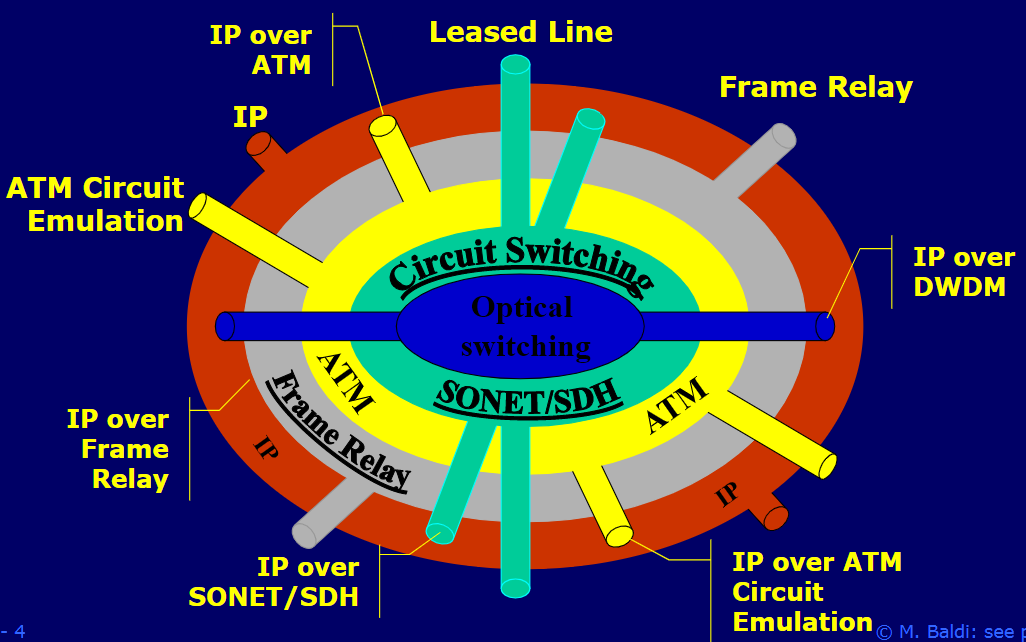 Leased Line
IP over
ATM
Frame Relay
IP
ATM Circuit
Emulation
Circuit Switching
IP over
DWDM
Optical
switching
ATM
SONET/SDH
ATM
Frame Relay
IP over
Frame
Relay
IP
IP
IP over
SONET/SDH
IP over ATM
Circuit
Emulation
- 4
© M. Baldi: see